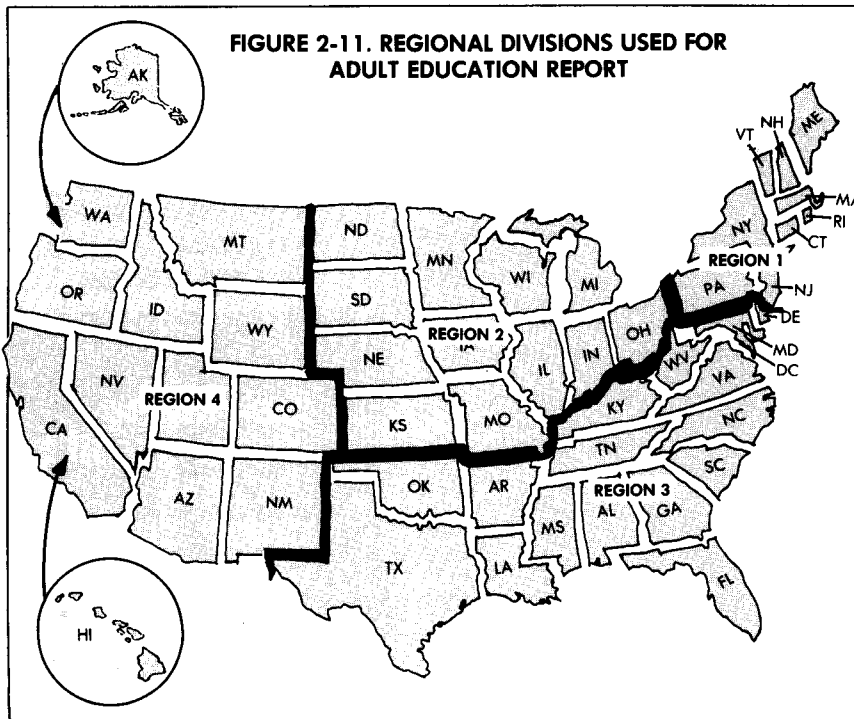 FIGURE 2-11. REGIONAL DIVISIONS USED FOR
ADULT EDUCATION REPORT
AK
NH
VT
ME
WA
MT
ND
MN
MA
RI
NY
CT
WI
REGION 1
MI
OR
ID
SD
PA
NJ
WY
REGION 2
OH
DE
NE
IL
IN
MD
WV
DC
NV
REGION 4
CO
VA
KS
MO
KY
CA
NC
TN
AZ
NM
OK
AR
SC
REGION 3
MS
AL
GA
TX
LA
FL
HI